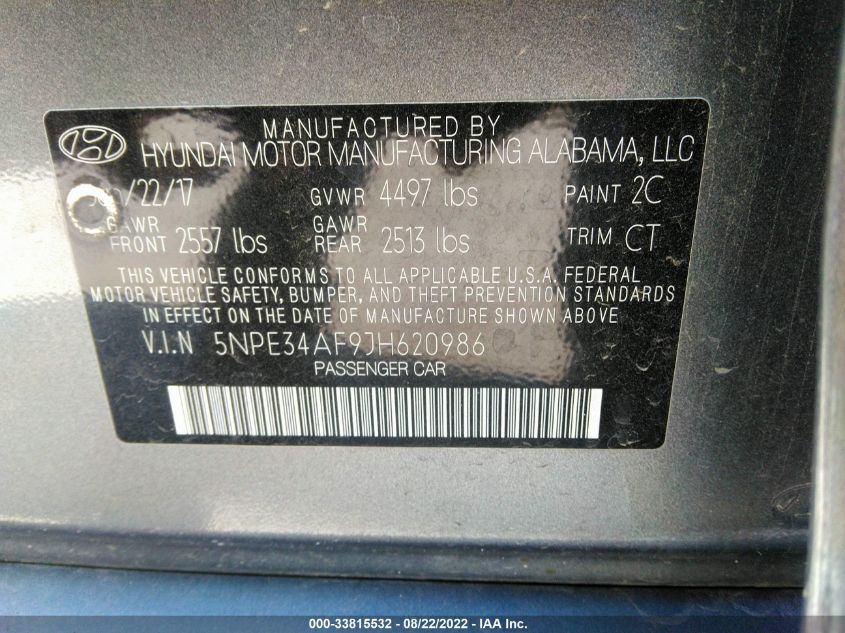 MANUFACTURED BY
HYUNDAI MOTOR MANUFACTURING ALABAMA, LLC
/22/17 GVWR 4497 lbs PAINT 2C
GAWR FRONT 2557 lbs GAWR REAR 2513 lbs TRIM CT
THIS VEHICLE CONFORMS TO ALL APPLICABLE U.S.A. FEDERAL
MOTOR VEHICLE SAFETY, BUMPER, AND THEFT PREVENTION STANDARDS
IN EFFECT ON THE DATE OF MANUFACTURE SHOWN ABOVE.
V.I.N 5NPE34AF9JH620986
PASSENGER CAR
000-33815532 - 08/22/2022 - IAA Inc.